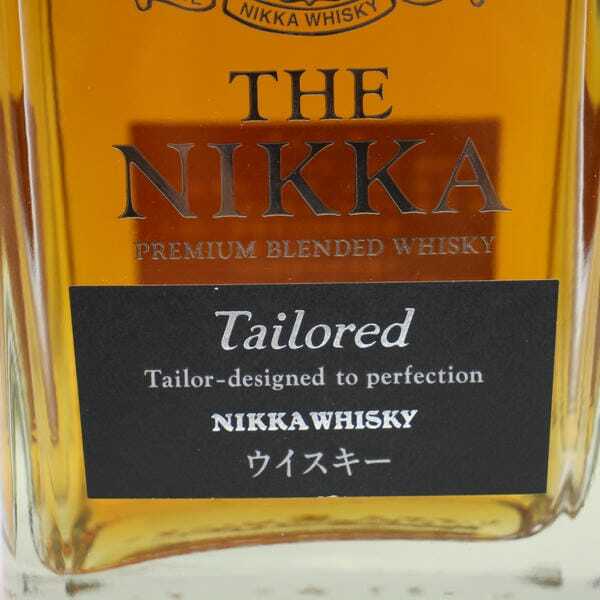 NIKKA WHISKY
THE
NIKKA
PREMIUM BLENDED WHISKY
Tailored
Tailor-designed to perfection
NIKKA WHISKY
ウイスキー